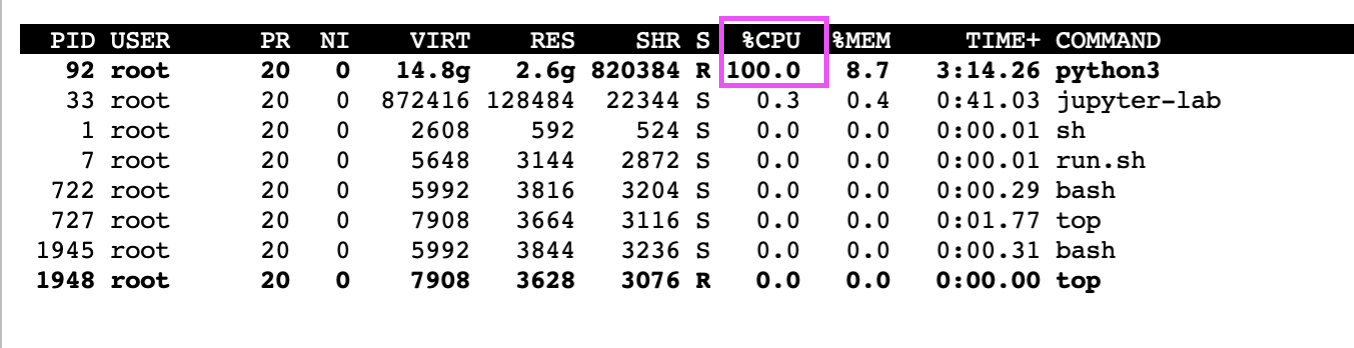 PID USER PR NI VIRT RES SHR S %CPU %MEM TIME+ COMMAND
92 root 20 0 14.8g 2.6g 820384 R 100.0 8.7 3:14.26 python3
33 root 20 0 872416 128484 22344 S 0.3 0.4 0:41.03 jupyter-lab
1 root 20 0 2608 592 524 S 0.0 0.0 0:00.01 sh
7 root 20 0 5648 3144 2872 S 0.0 0.0 0:00.01 run.sh
722 root 20 0 5992 3816 3204 S 0.0 0.0 0:00.29 bash
727 root 20 0 7908 3664 3116 S 0.0 0.0 0:01.77 top
1945 root 20 0 5992 3844 3236 S 0.0 0.0 0:00.31 bash
1948 root 20 0 7908 3628 3076 R 0.0 0.0 0:00.00 top